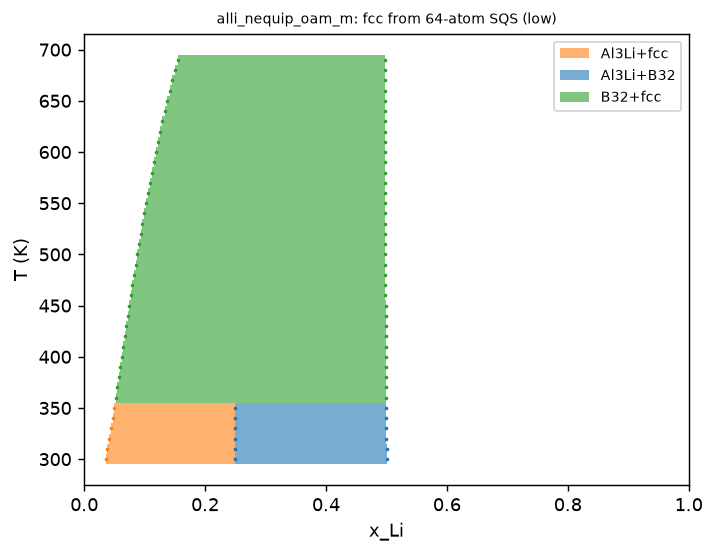 alli_nequip_oam_m: fcc from 64-atom SQS (low)
Al3Li+fcc
Al3Li+B32
B32+fcc
700
650
600
550
500
450
400
350
300
T (K)
0.0 0.2 0.4 0.6 0.8 1.0
x_Li